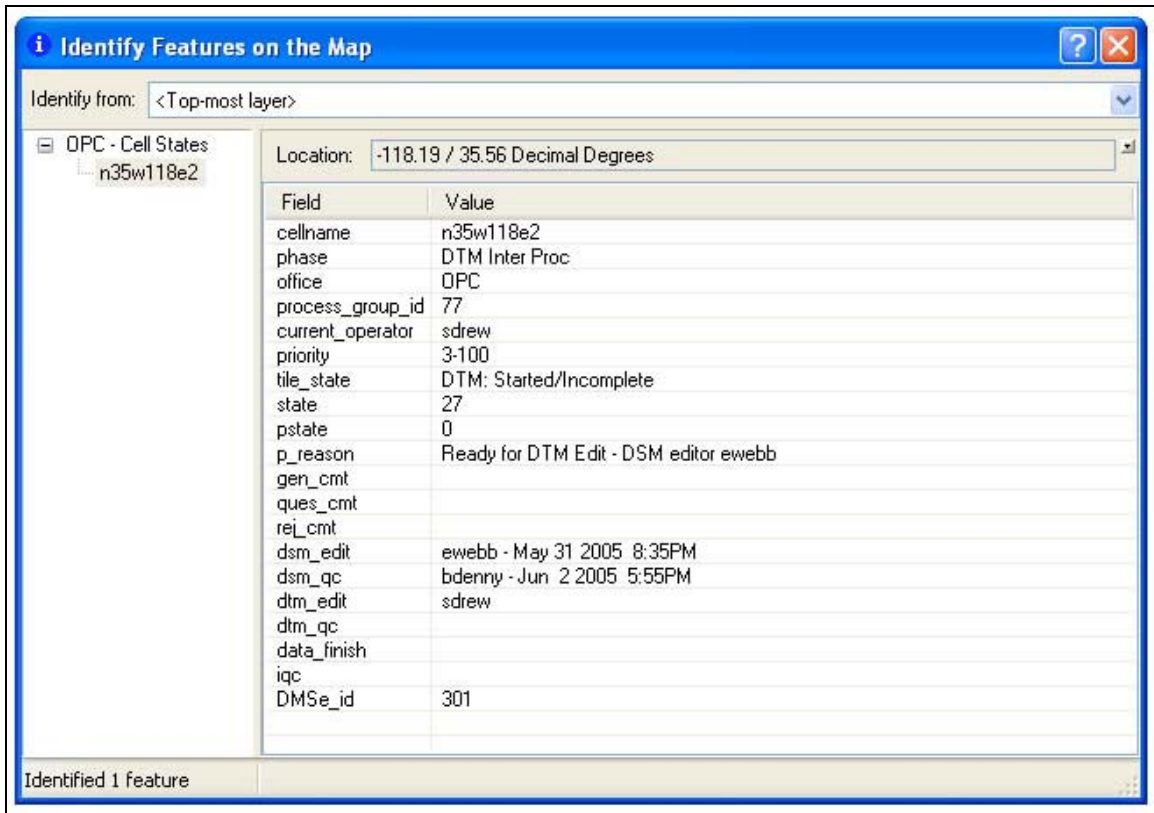 Identify Features on the Map
Identify from: <Top-most layer>
OPC - Cell States
n35w118e2
Location: -118.19 / 35.56 Decimal Degrees
Field Value
cellname n35w118e2
phase DTM Inter Proc
office OPC
process_group_id 77
current_operator sdrew
priority 3-100
tile_state DTM: Started/Incomplete
state 27
pstate 0
p_reason Ready for DTM Edit - DSM editor ewebb
gen_cmt
ques_cmt
rej_cmt
dsm_edit ewebb - May 31 2005 8:35PM
dsm_qc bdenny - Jun 2 2005 5:55PM
dtm_edit sdrew
dtm_qc
data_finish
iqc
DMSe_id 301
Identified 1 feature